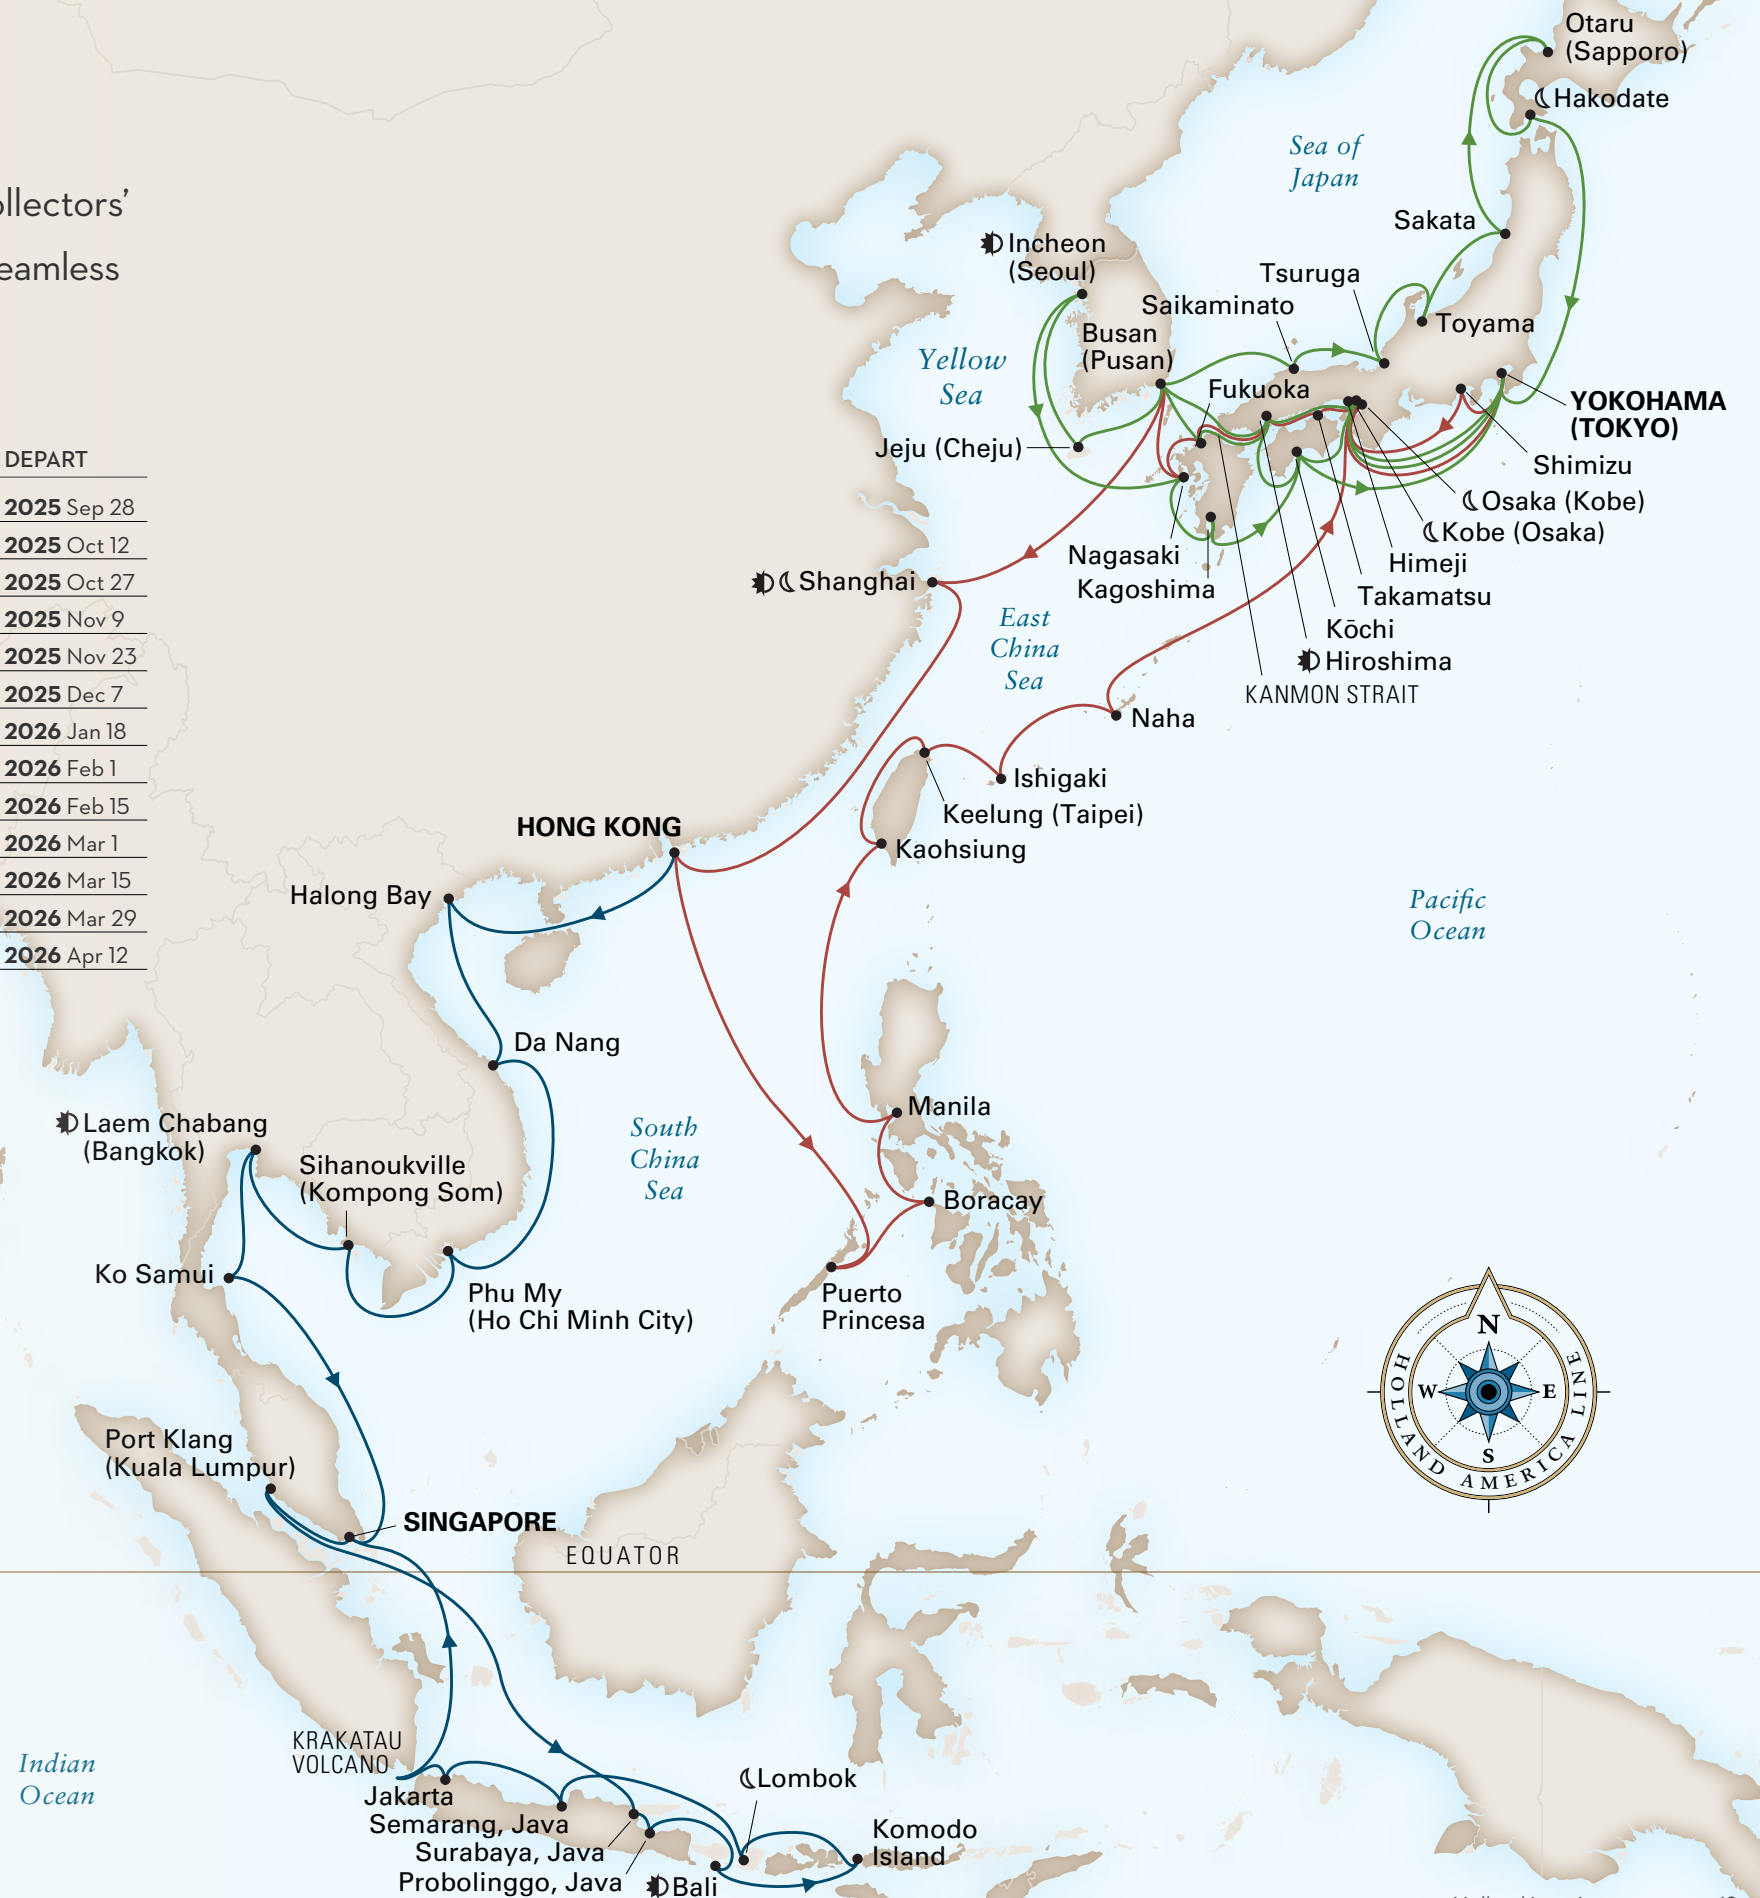 ollectors’
eamless
DEPART
2025 Sep 28
2025 Oct 12
2025 Oct 27
2025 Nov 9
2025 Nov 23
2025 Dec 7
2026 Jan 18
2026 Feb 1
2026 Feb 15
2026 Mar 1
2026 Mar 15
2026 Mar 29
2026 Apr 12
Otaru
(Sapporo)
Hakodate
Sea of
Japan
Sakata
Incheon
(Seoul)
Tsuruga
Saikaminato
Toyama
Busan
(Pusan)
Yellow
Sea
Fukuoka
YOKOHAMA
(TOKYO)
Jeju (Cheju)
Shimizu
Osaka (Kobe)
Kobe (Osaka)
Nagasaki
Himeji
Kagoshima
Takamatsu
Shanghai
Kōchi
Hiroshima
KANMON STRAIT
East
China
Sea
Naha
Ishigaki
Keelung (Taipei)
Kaohsiung
HONG KONG
Halong Bay
Pacific
Ocean
Da Nang
Manila
Laem Chabang
(Bangkok)
South
China
Sea
Sihanoukville
(Kompong Som)
Boracay
Ko Samui
Phu My
(Ho Chi Minh City)
Puerto
Princesa
N
W
E
S
HOLLAND AMERICA LINE
Port Klang
(Kuala Lumpur)
SINGAPORE
EQUATOR
KRAKATAU
VOLCANO
Indian
Ocean
Jakarta
Semarang, Java
Surabaya, Java
Probolinggo, Java
Bali
Lombok
Komodo
Island